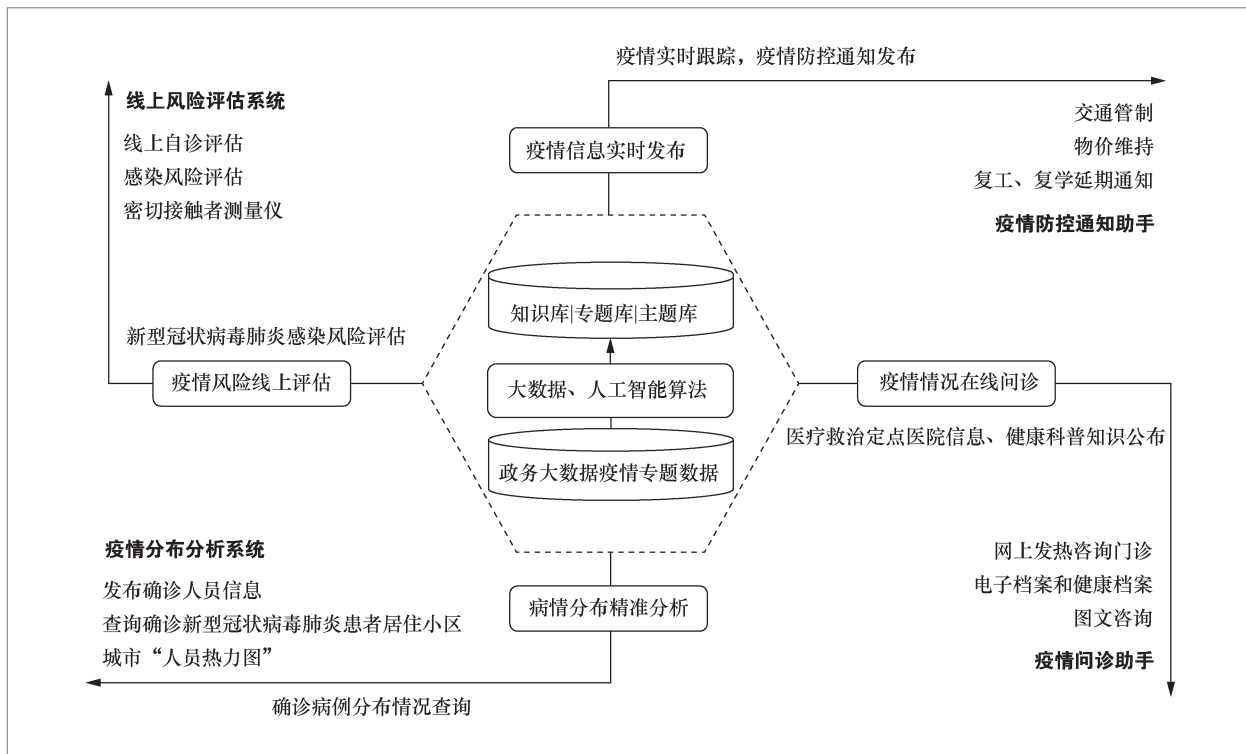 疫情实时跟踪，疫情防控通知发布
线上风险评估系统
线上自诊评估
感染风险评估
密切接触者测量仪
疫情信息实时发布
交通管制
物价维持
复工、复学延期通知
疫情防控通知助手
知识库|专题库|主题库
新型冠状病毒肺炎感染风险评估
疫情风险线上评估
大数据、人工智能算法
疫情情况在线问诊
医疗救治定点医院信息、健康科普知识公布
政务大数据疫情专题数据
疫情分布分析系统
发布确诊人员信息
查询确诊新型冠状病毒肺炎患者居住小区
城市“人员热力图”
病情分布精准分析
网上发热咨询门诊
电子档案和健康档案
图文咨询
疫情问诊助手
确诊病例分布情况查询